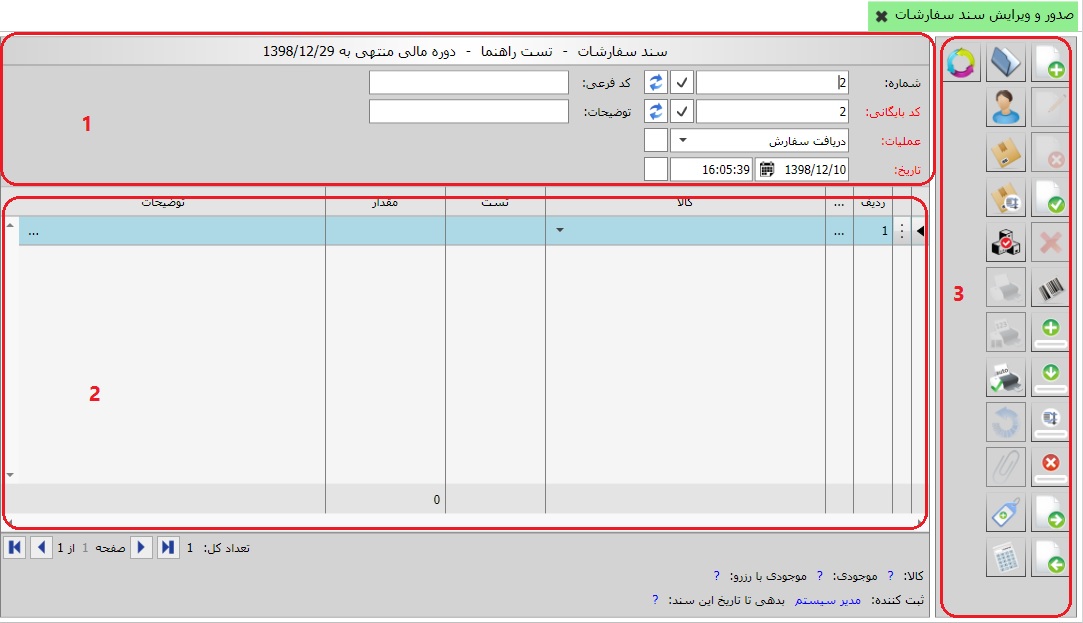 صدور و ویرایش سند سفارشات
سند سفارشات - تست راهنما - دوره مالی منتهی به 1398/12/29
شماره: 2 کد فرعی:
کد بایگانی: 2 توضیحات:
عملیات: دریافت سفارش
تاریخ: 1398/12/10 16:05:39
1
ردیف ... کالا تست مقدار توضیحات
1 ... ...
2
0
3
تعداد کل: 1 صفحه 1 از 1
کالا: ? موجودی: ? موجودی با رزرو: ?
ثبت کننده: مدیر سیستم بدهی تا تاریخ این سند: ?
auto
123